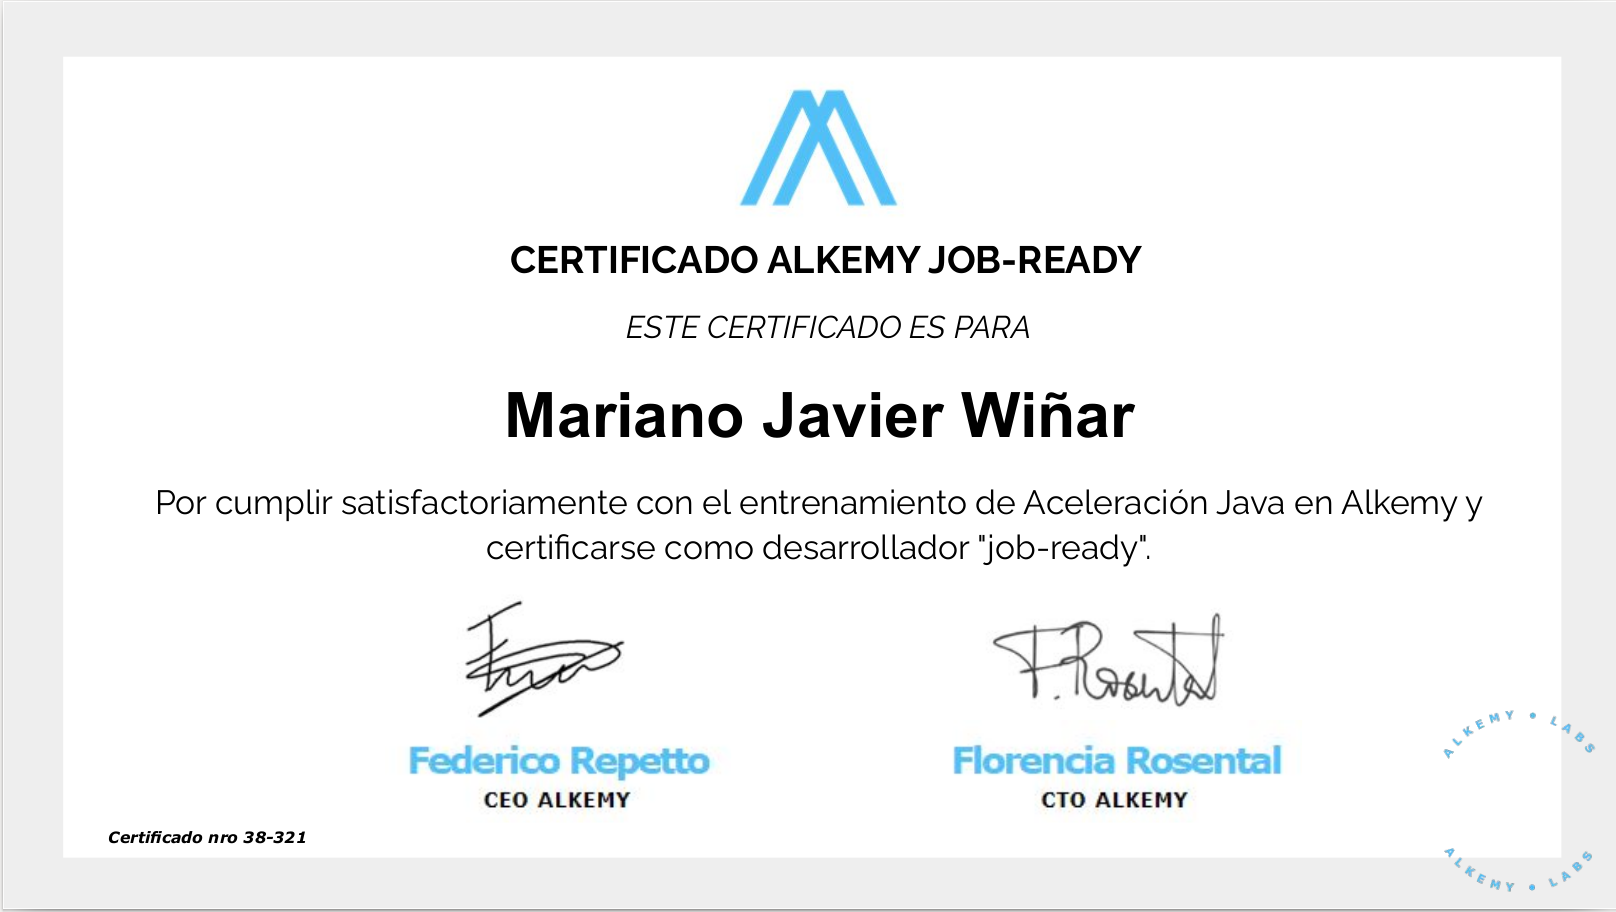 CERTIFICADO ALKEMY JOB-READY
ESTE CERTIFICADO ES PARA
Mariano Javier Wiñar
Por cumplir satisfactoriamente con el entrenamiento de Aceleración Java en Alkemy y
certificarse como desarrollador "job-ready".
F. Rosental
Federico Repetto
Florencia Rosental
CEO ALKEMY
CTO ALKEMY
Certificado nro 38-321
ALKEMY • LABS
ALKEMY • LABS